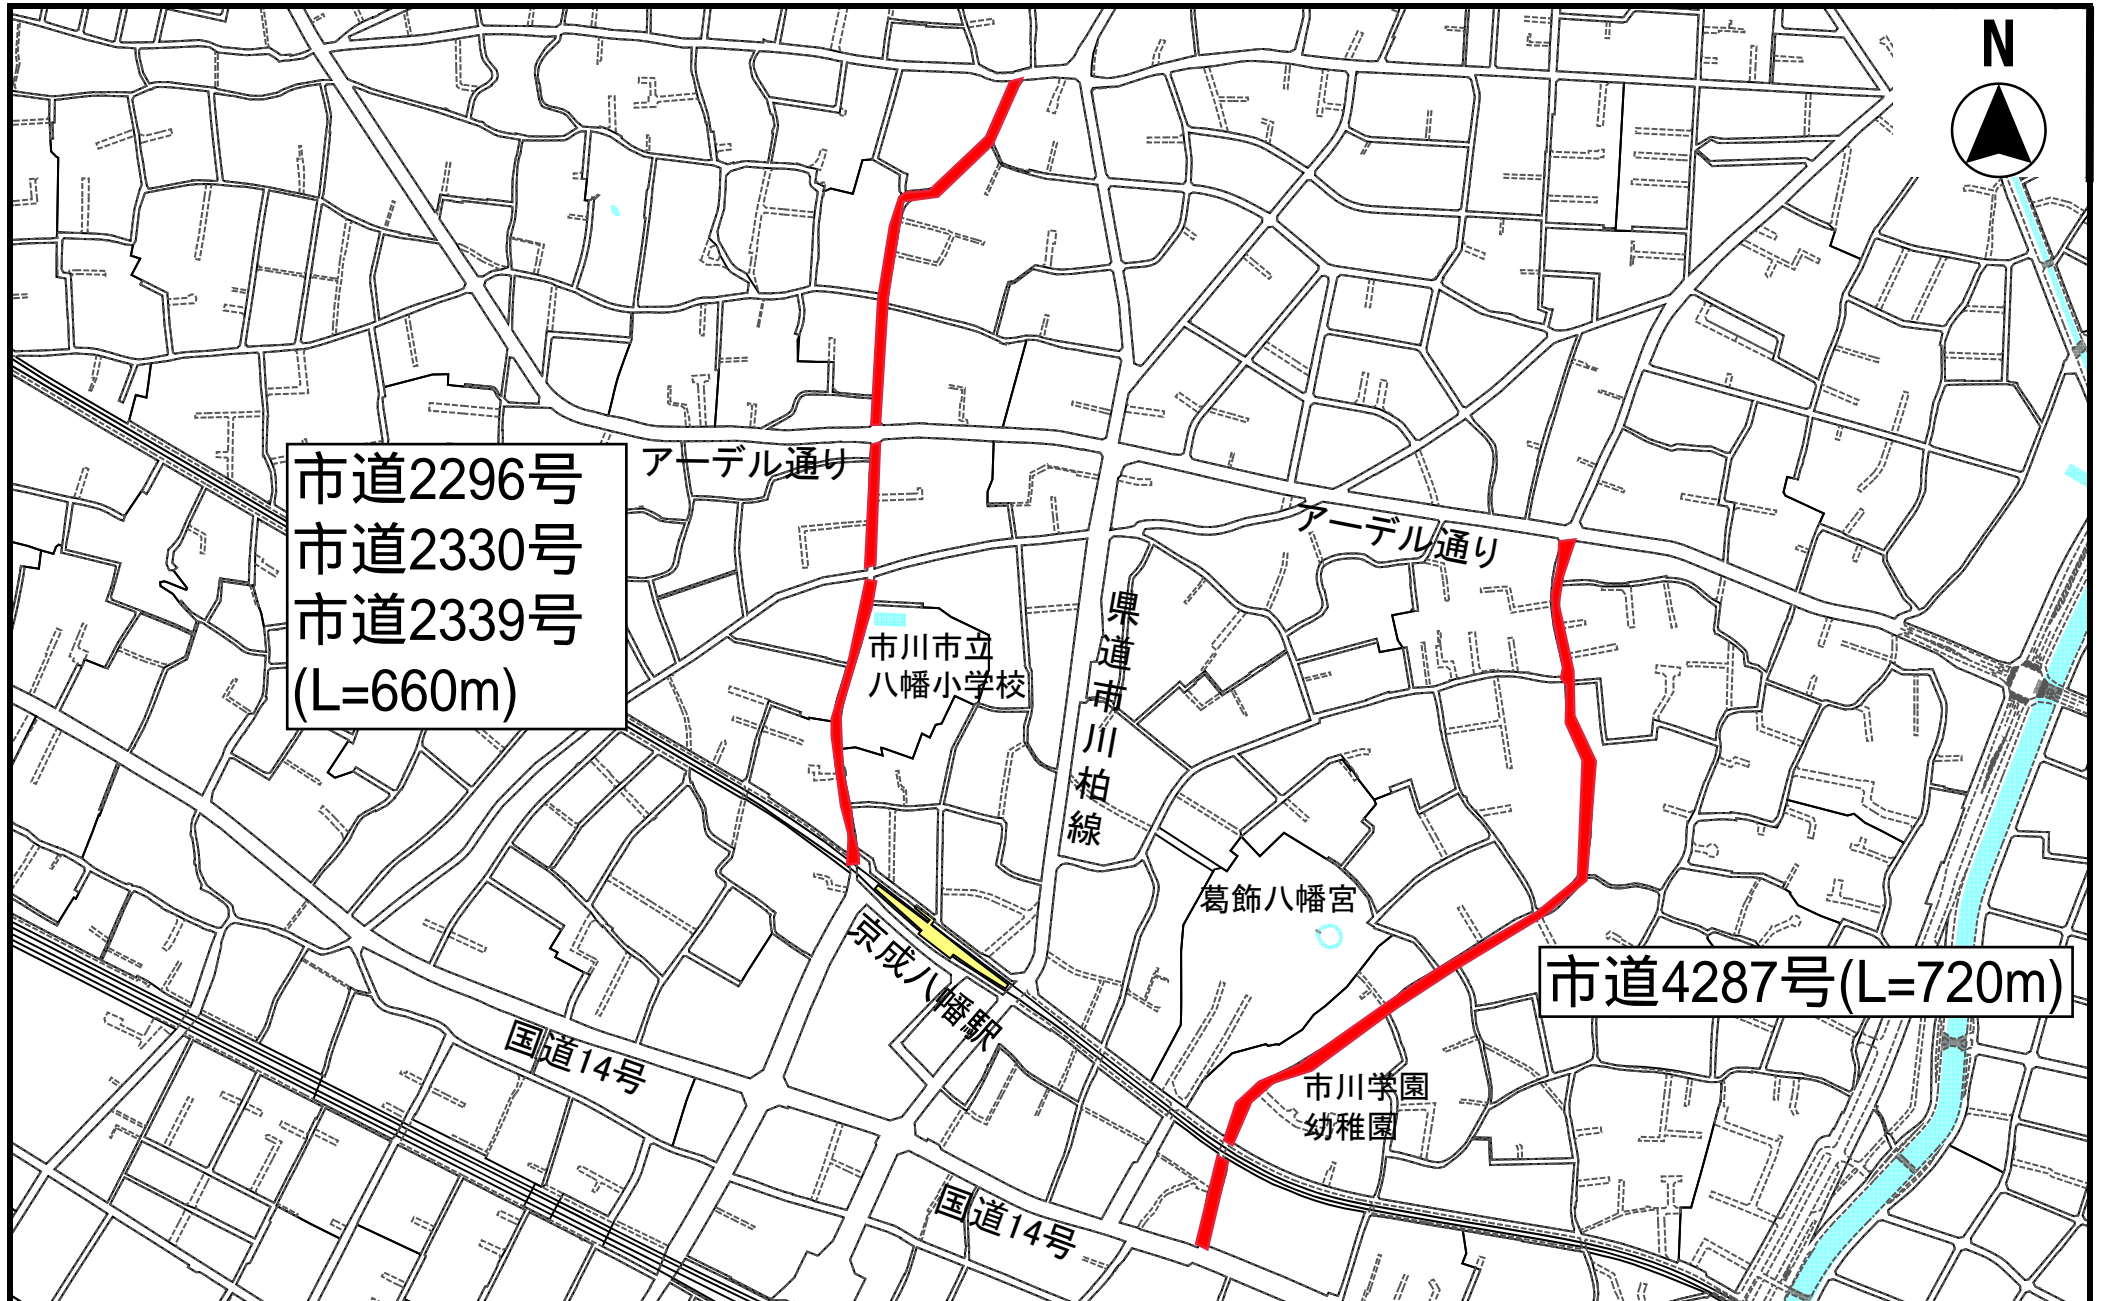 N
市道2296号
市道2330号
市道2339号
(L=660m)
アーデル通り
アーデル通り
市川市立
八幡小学校
県道市川柏線
葛飾八幡宮
市道4287号(L=720m)
京成八幡駅
国道14号
市川学園
幼稚園
国道14号